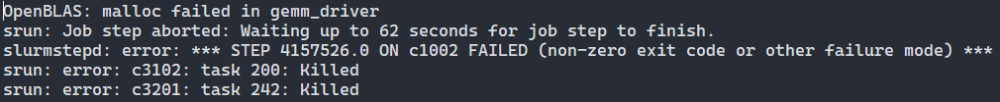 OpenBLAS: malloc failed in gemm_driver
srun: Job step aborted: Waiting up to 62 seconds for job step to finish.
slurmstepd: error: *** STEP 4157526.0 ON c1002 FAILED (non-zero exit code or other failure mode) ***
srun: error: c3102: task 200: Killed
srun: error: c3201: task 242: Killed